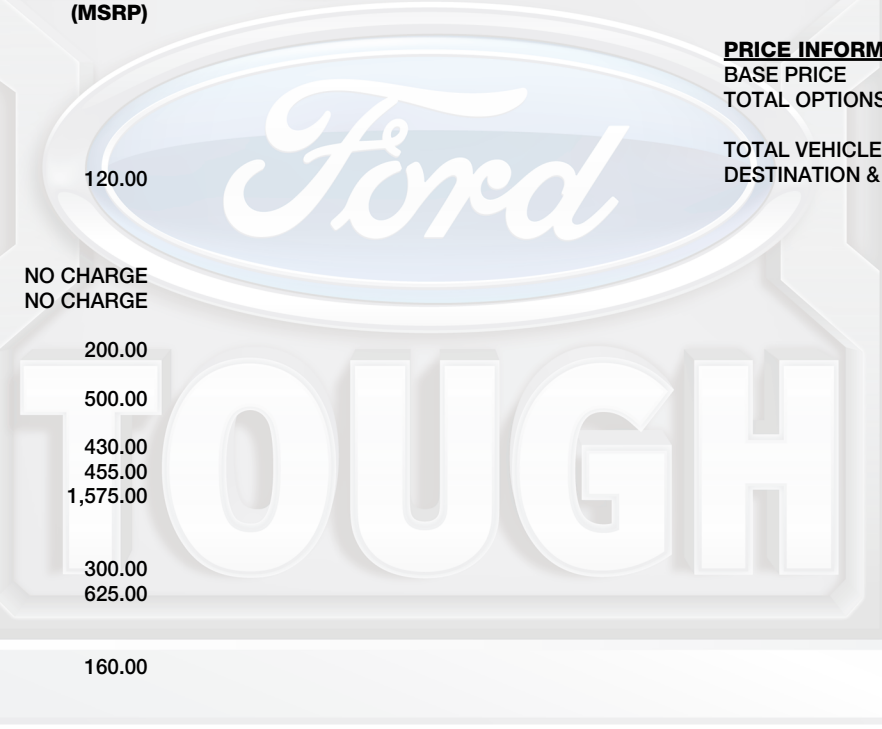 (MSRP)
120.00
NO CHARGE
NO CHARGE
200.00
500.00
430.00
455.00
1,575.00
300.00
625.00
160.00
PRICE INFORM
BASE PRICE
TOTAL OPTIONS
TOTAL VEHICLE
DESTINATION &
Ford
TOUGH